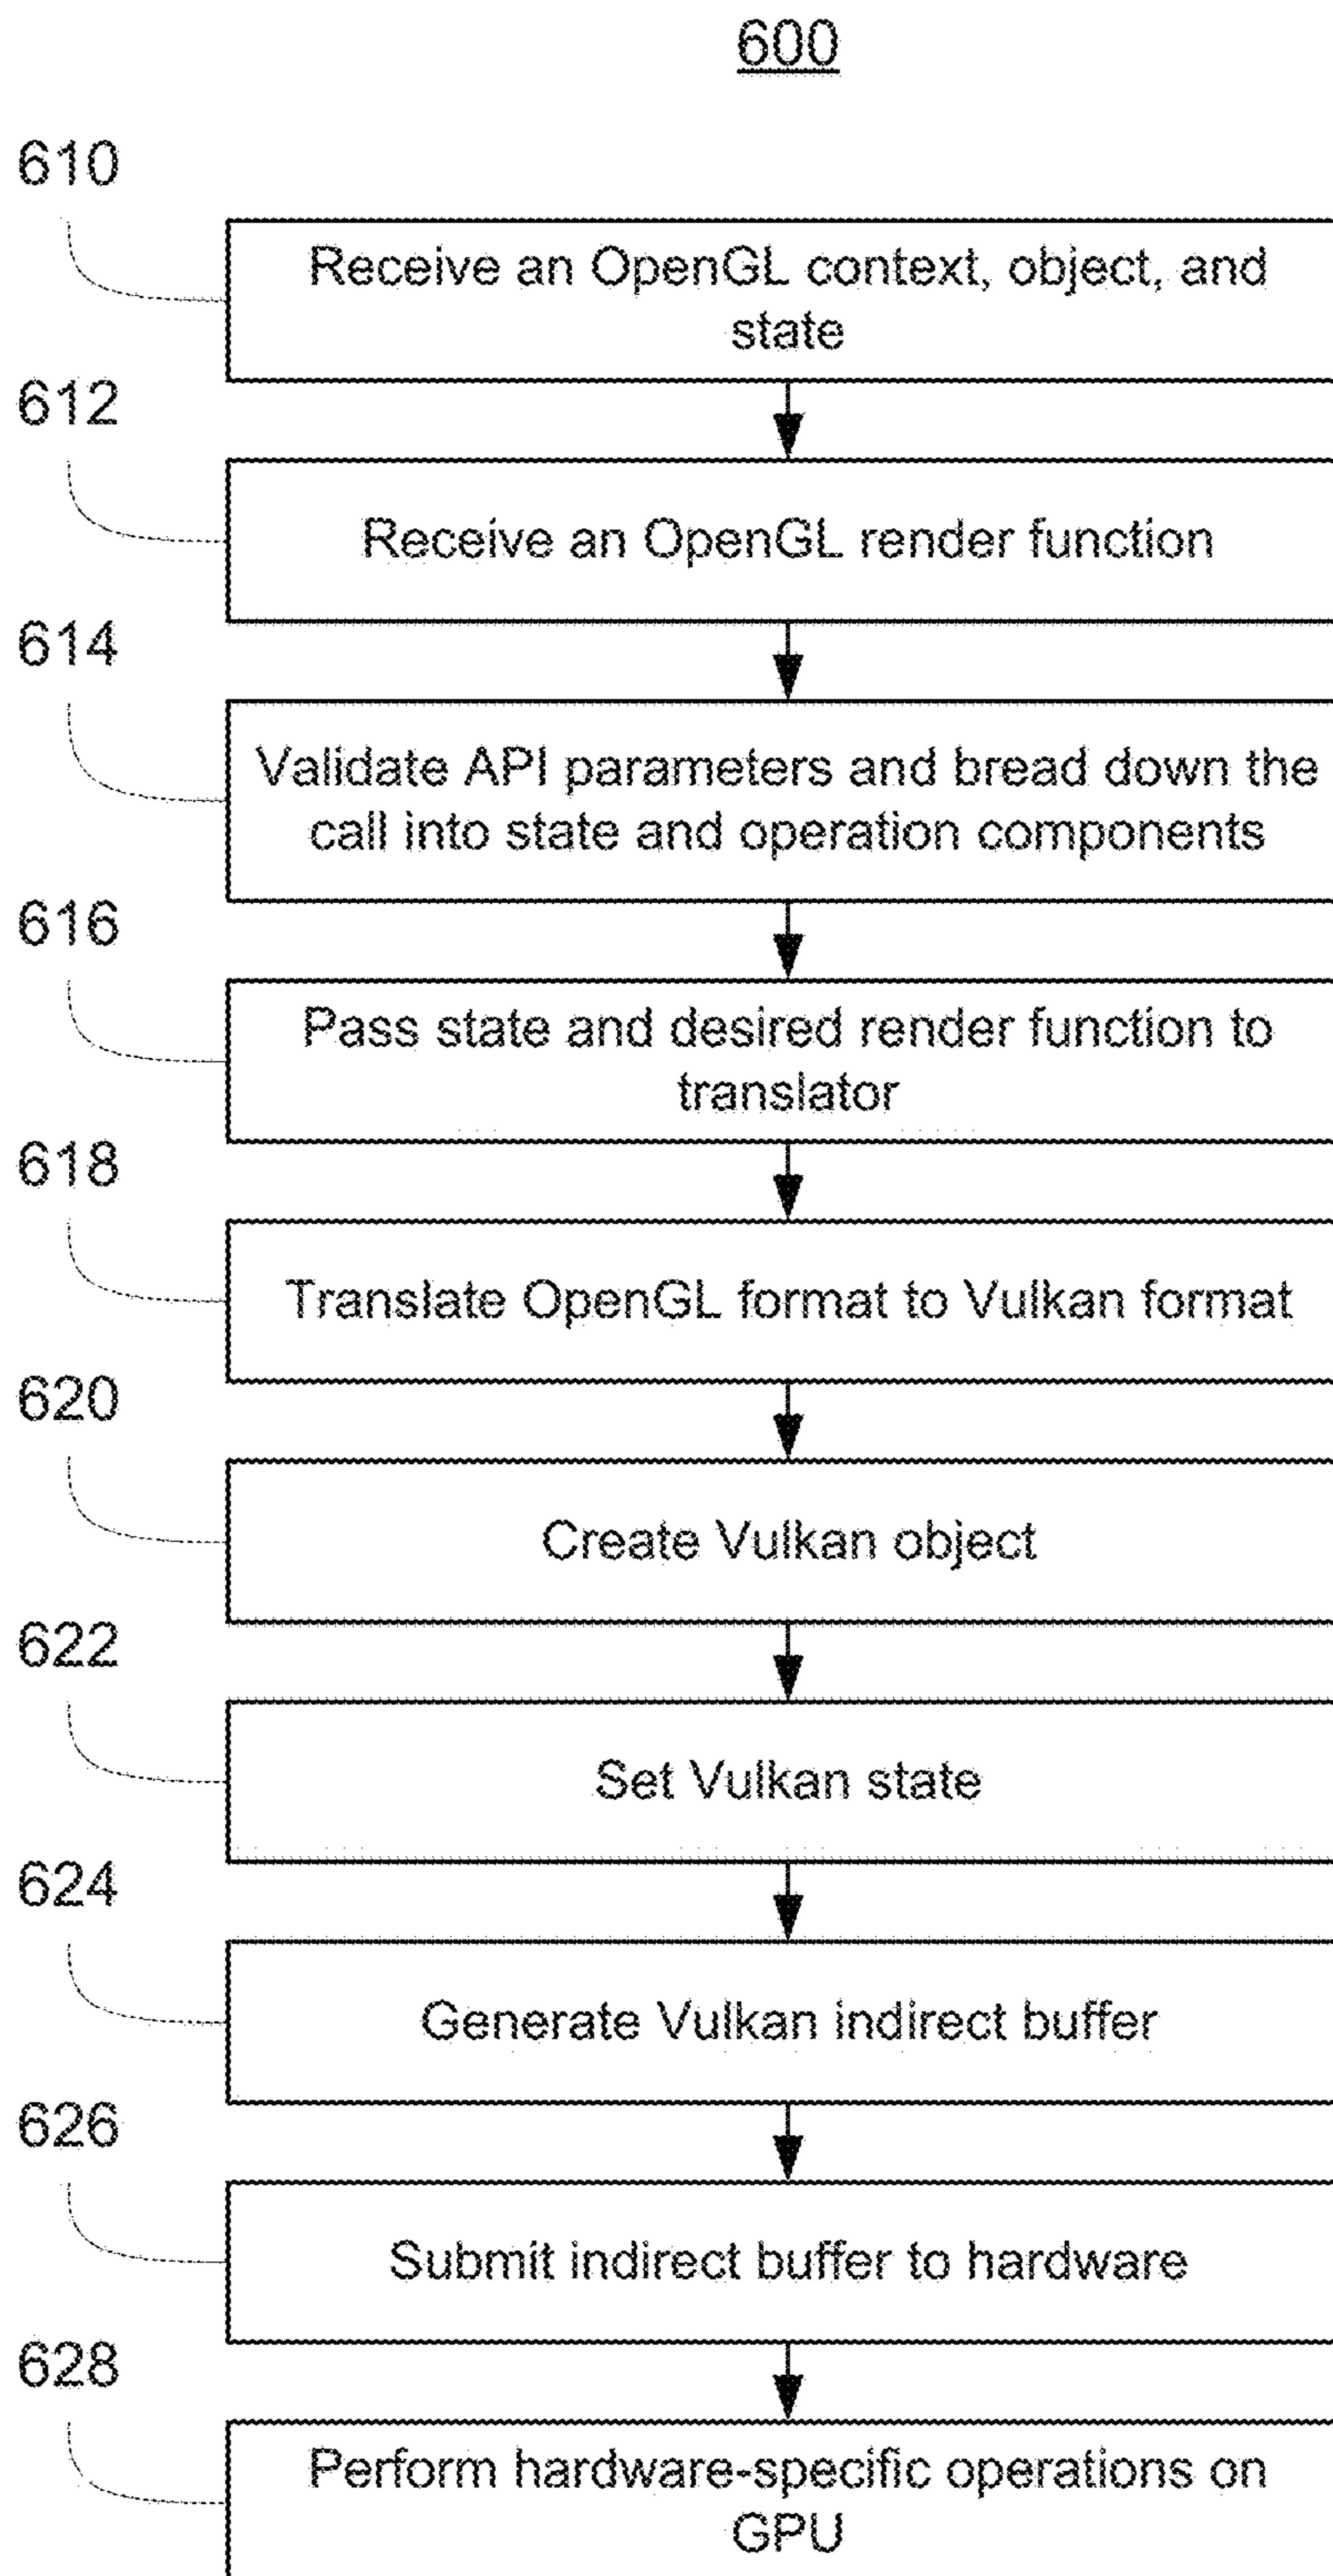 600
610
Receive an OpenGL context, object, and
state
612
Receive an OpenGL render function
614
Validate API parameters and bread down the
call into state and operation components
616
Pass state and desired render function to
translator
618
Translate OpenGL format to Vulkan format
620
Create Vulkan object
622
Set Vulkan state
624
Generate Vulkan indirect buffer
626
Submit indirect buffer to hardware
628
Perform hardware-specific operations on
GPU